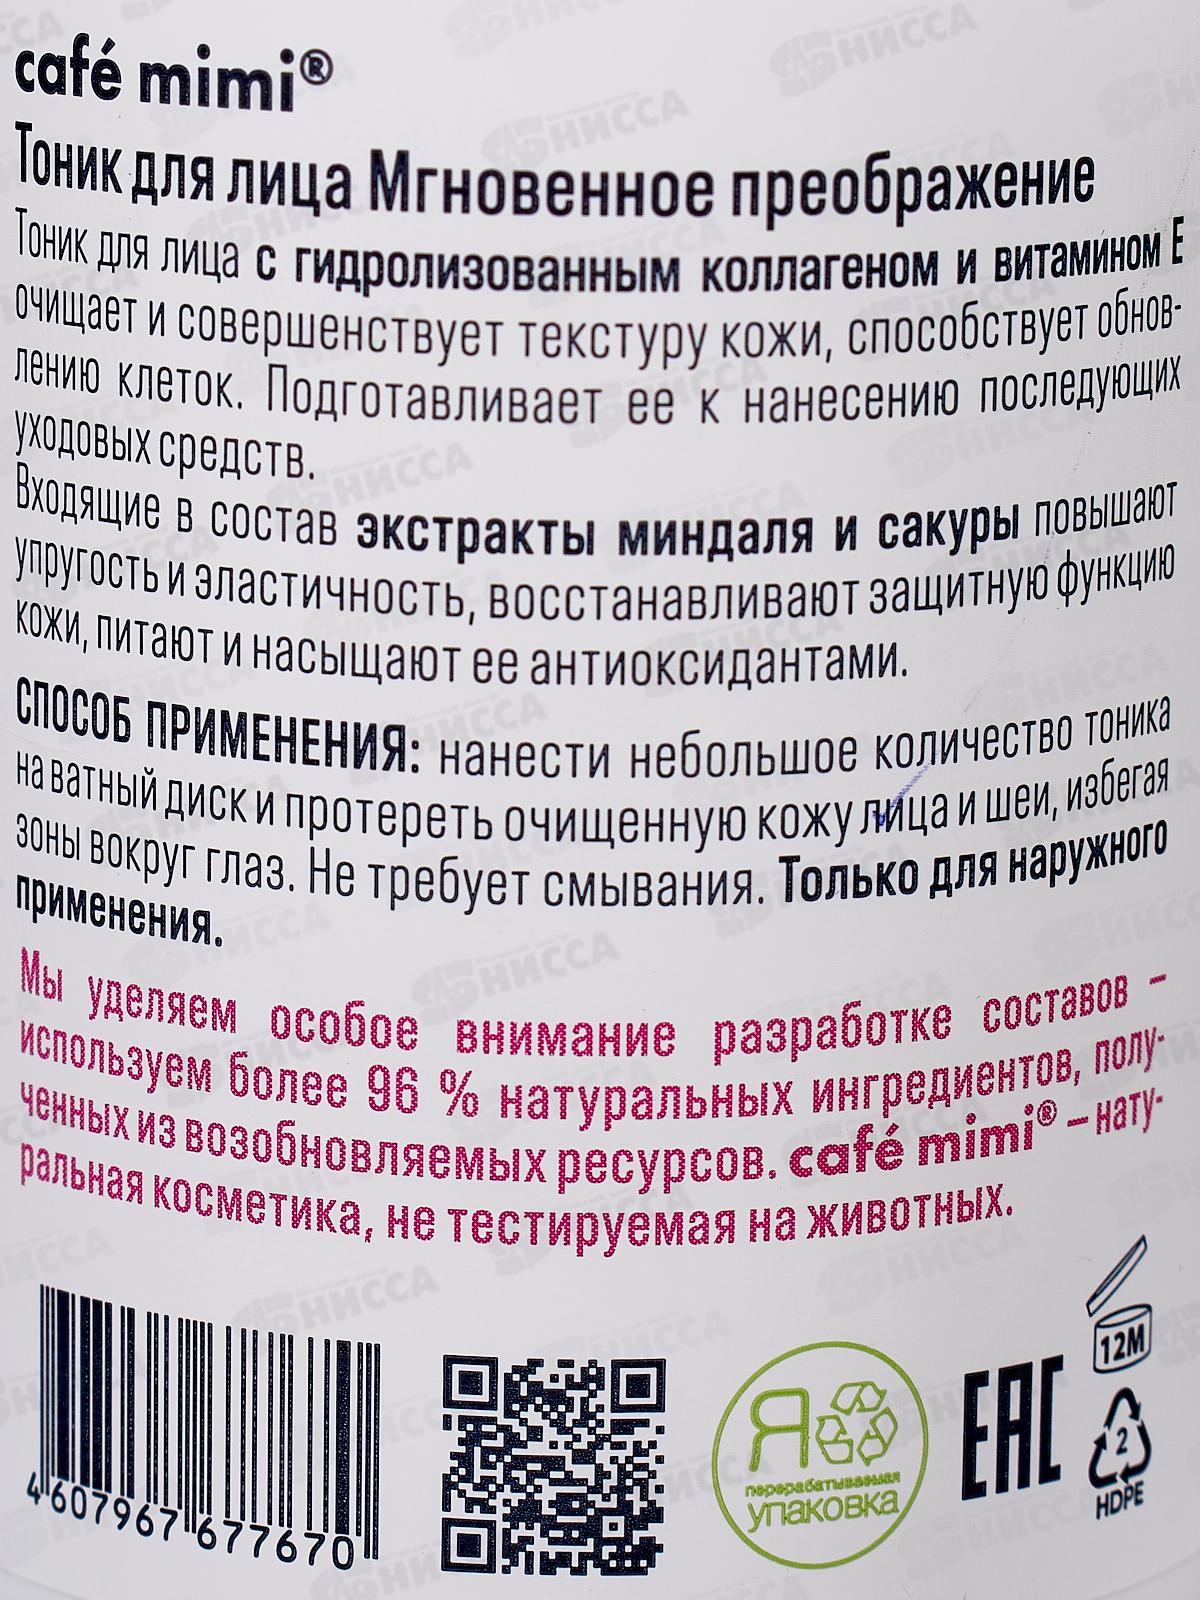 café mimi®
Тоник для лица Мгновенное преображение
Тоник для лица с гидролизованным коллагеном и витамином Е
очищает и совершенствует текстуру кожи, способствует обнов-
лению клеток. Подготавливает ее к нанесению последующих
уходовых средств.
Входящие в состав экстракты миндаля и сакуры повышают
упругость и эластичность, восстанавливают защитную функцию
кожи, питают и насыщают ее антиоксидантами.
СПОСОБ ПРИМЕНЕНИЯ: нанести небольшое количество тоника
на ватный диск и протереть очищенную кожу лица и шеи, избегая
зоны вокруг глаз. Не требует смывания. Только для наружного
применения.
Мы уделяем особое внимание разработке составов –
используем более 96 % натуральных ингредиентов, полу-
ченных из возобновляемых ресурсов. café mimi® – нату-
ральная косметика, не тестируемая на животных.
4 607967 677670
Я
перерабатываемая
упаковка
EAC
12M
2
HDPE
НИССА